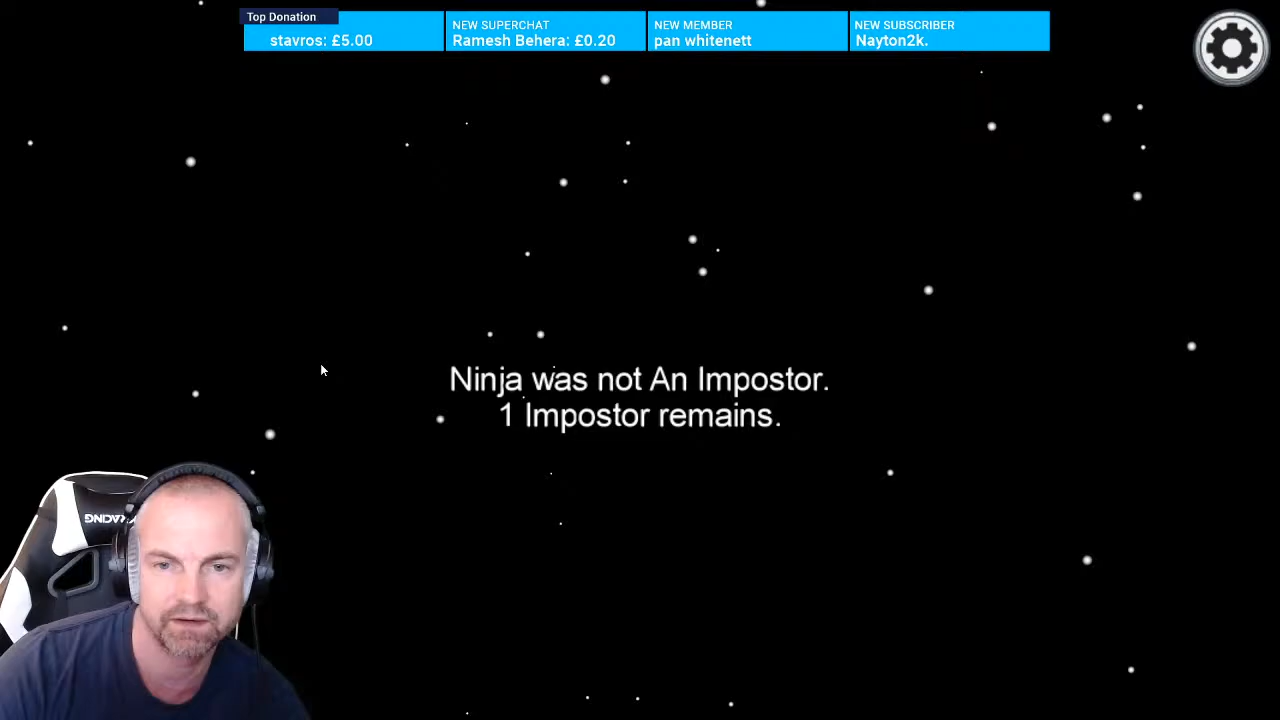 Top Donation
stavros: £5.00
NEW SUPERCHAT
Ramesh Behera: £0.20
NEW MEMBER
pan whitenett
NEW SUBSCRIBER
Nayton2k.
Ninja was not An Impostor.
1 Impostor remains.